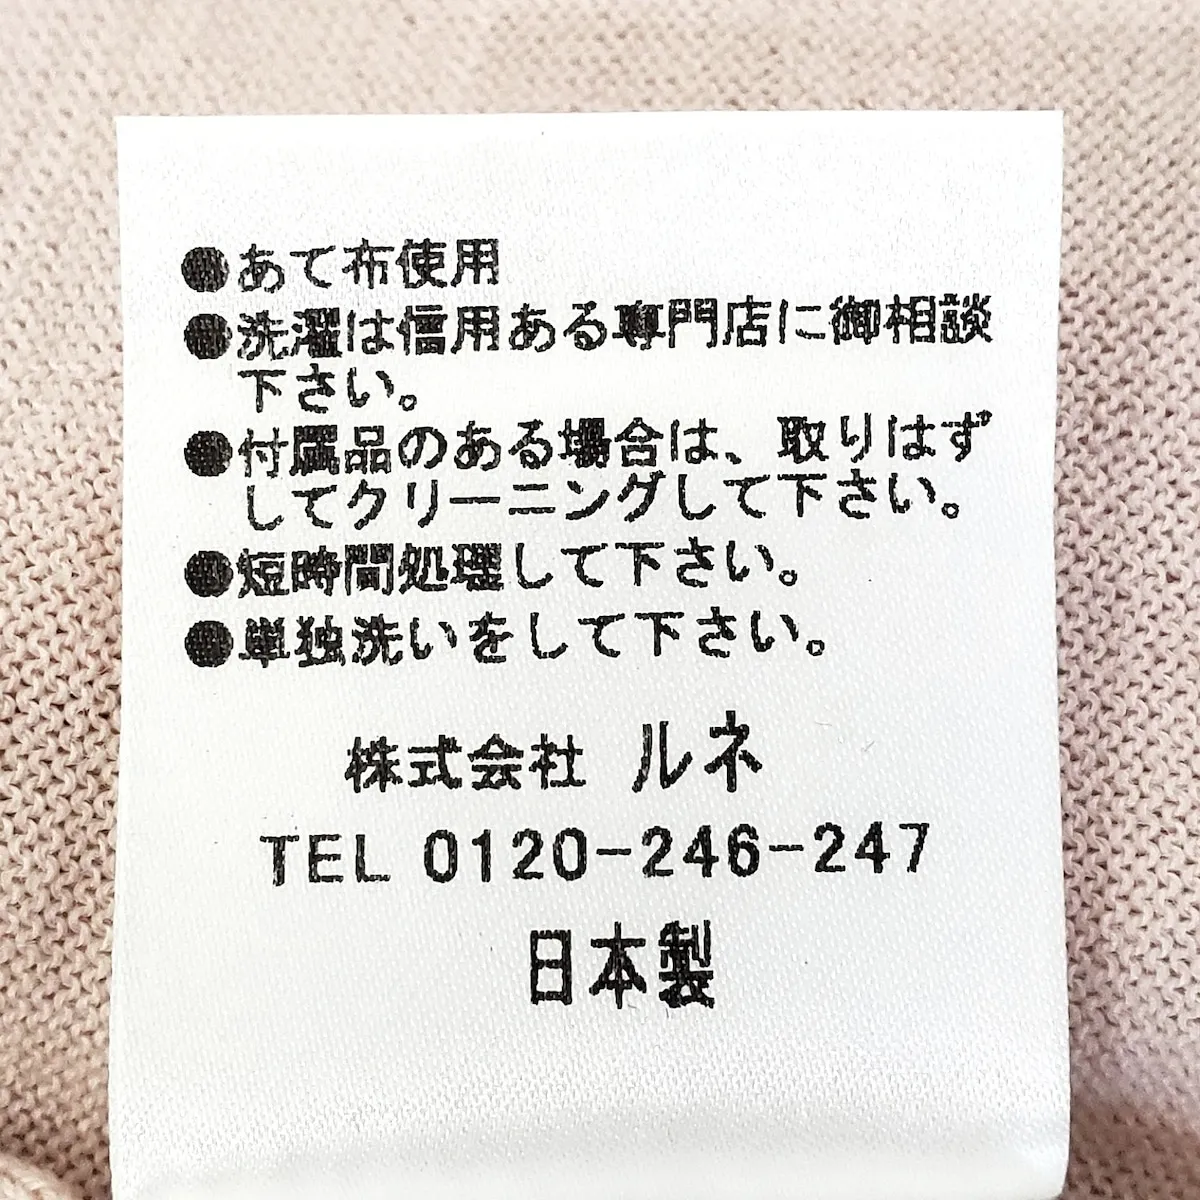 ●あて布使用
●洗濯は信用ある専門店に御相談
下さい。
●付属品のある場合は、取りはず
してクリーニングして下さい。
●短時間処理して下さい。
●単独洗いをして下さい。
株式会社 ルネ
TEL 0120-246-247
日本製